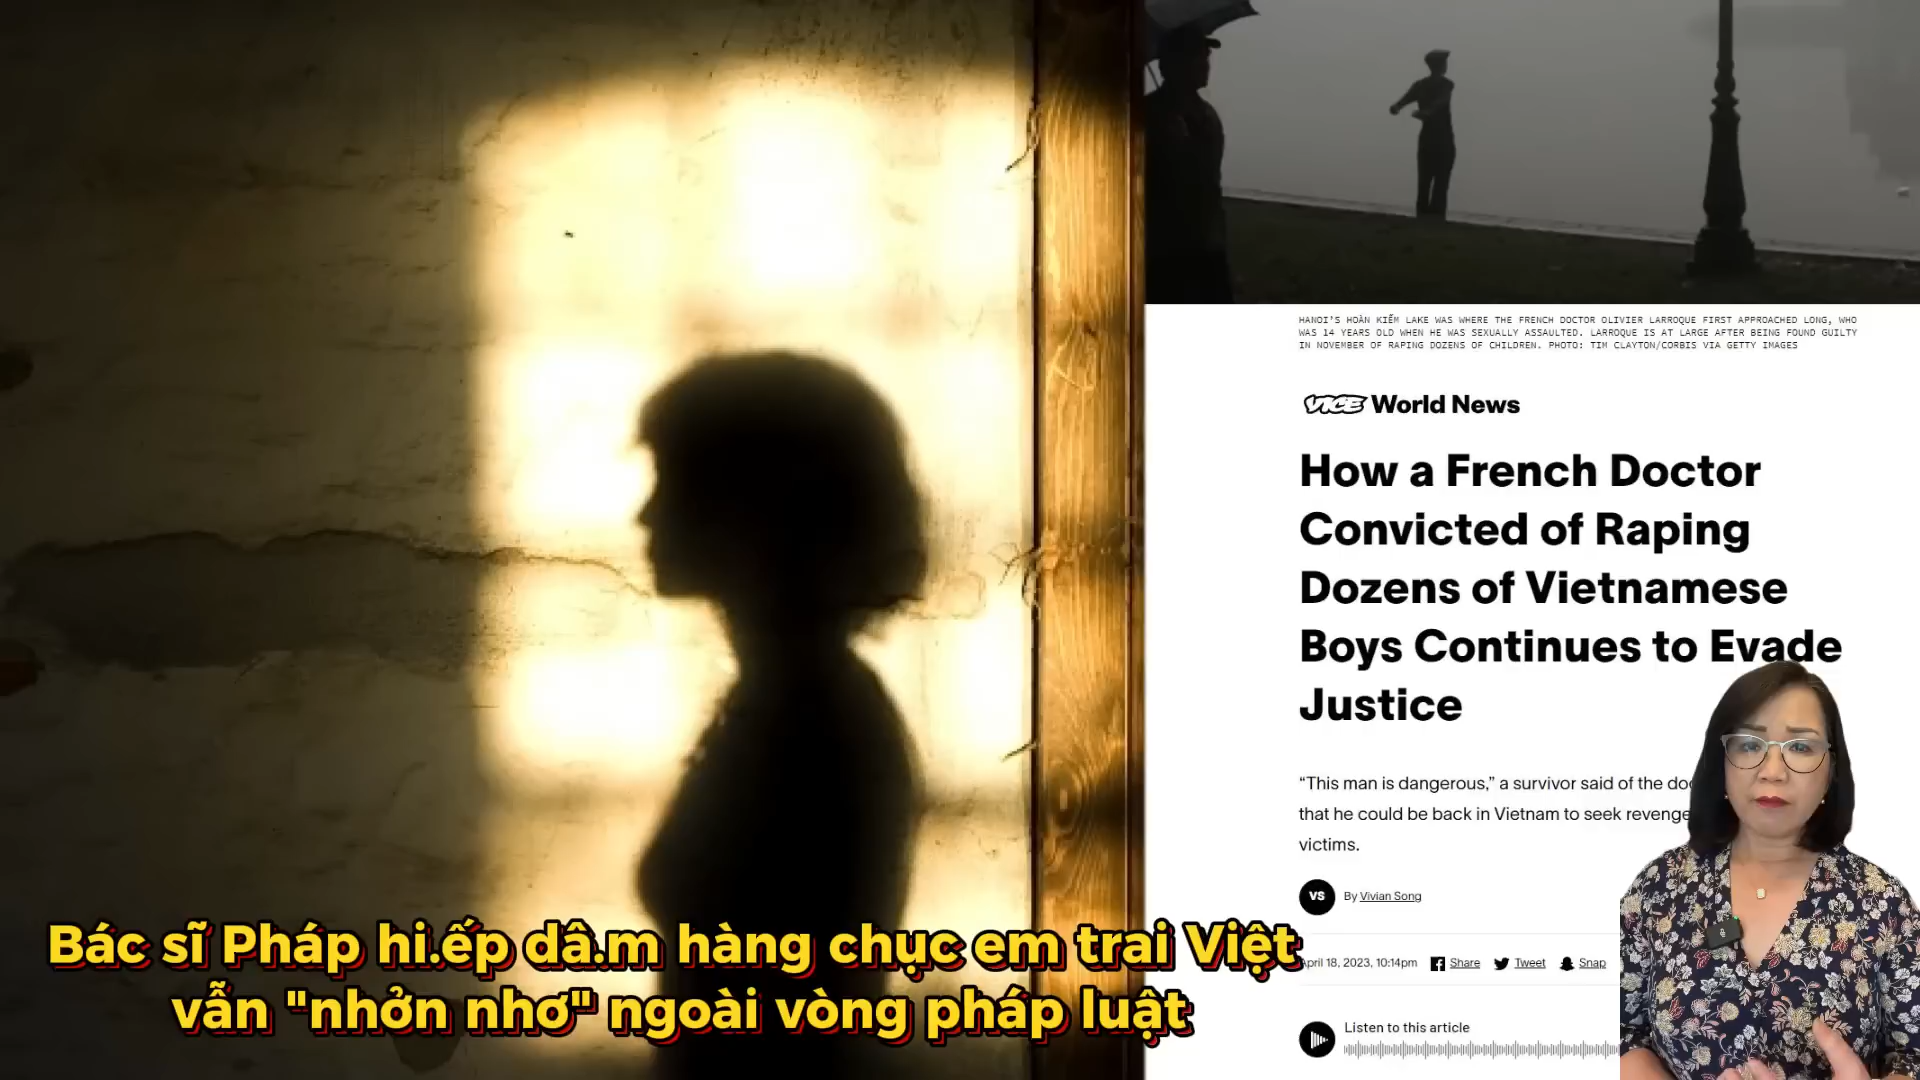 HANOI'S HOÀN KIẾM LAKE WAS WHERE THE FRENCH DOCTOR OLIVIER LARROQUE FIRST APPROACHED LONG, WHO
WAS 14 YEARS OLD WHEN HE WAS SEXUALLY ASSAULTED. LARROQUE IS AT LARGE AFTER BEING FOUND GUILTY
IN NOVEMBER OF RAPING DOZENS OF CHILDREN. PHOTO: TIM CLAYTON/CORBIS VIA GETTY IMAGES
VICE World News
How a French Doctor
Convicted of Raping
Dozens of Vietnamese
Boys Continues to Evade
Justice
“This man is dangerous,” a survivor said of the
that he could be back in Vietnam to seek revenge
victims.
VS By Vivian Song
April 18, 2023, 10:14pm Share Tweet Snap
Listen to this article
Bác sĩ Pháp hi.ếp dâ.m hàng chục em trai Việt
vẫn "nhởn nhơ" ngoài vòng pháp luật